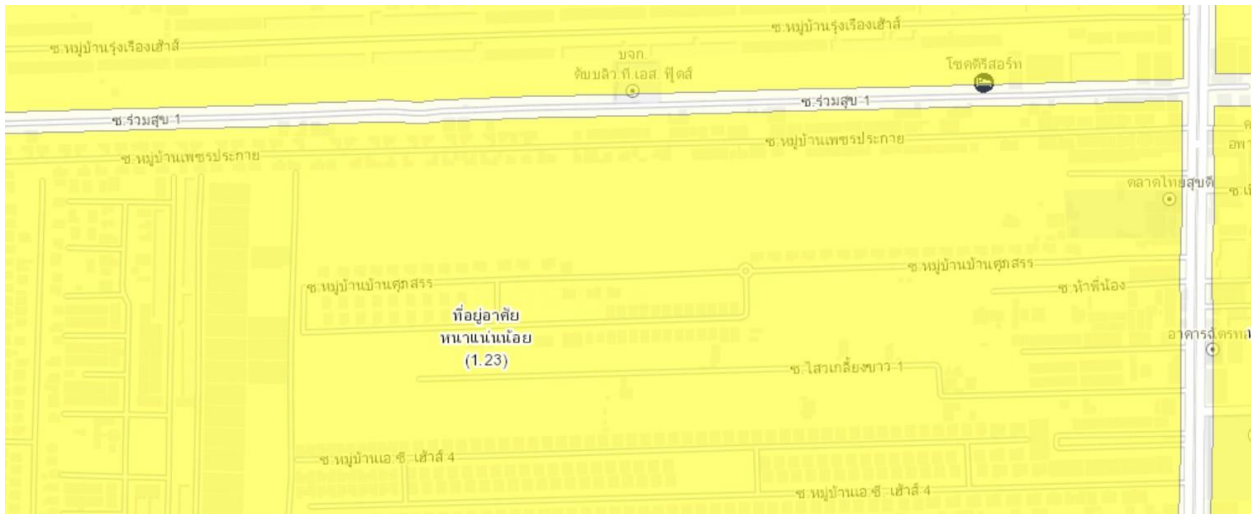 ซ.หมู่บ้านรุ่งเรืองเฮ้าส์
ซ.หมู่บ้านรุ่งเรืองเฮ้าส์
บจก.
ดับบลิว.ที.เอส. ฟู้ดส์
โชคดีรีสอร์ท
ซ.ร่วมสุข 1
ซ.ร่วมสุข 1
ซ.หมู่บ้านเพชรประกาย
ซ.หมู่บ้านเพชรประกาย
ตลาดไทยสุขดี
ซ.หมู่บ้านบ้านศุภสรร
ซ.หมู่บ้านบ้านศุภสรร
ซ.ห้าพี่น้อง
ที่อยู่อาศัย
หนาแน่นน้อย
(1.23)
ซ.ไสวเกลี้ยงขาว 1
ซ.หมู่บ้านเอ.ซี. เฮ้าส์ 4
ซ.หมู่บ้านเอ.ซี. เฮ้าส์ 4